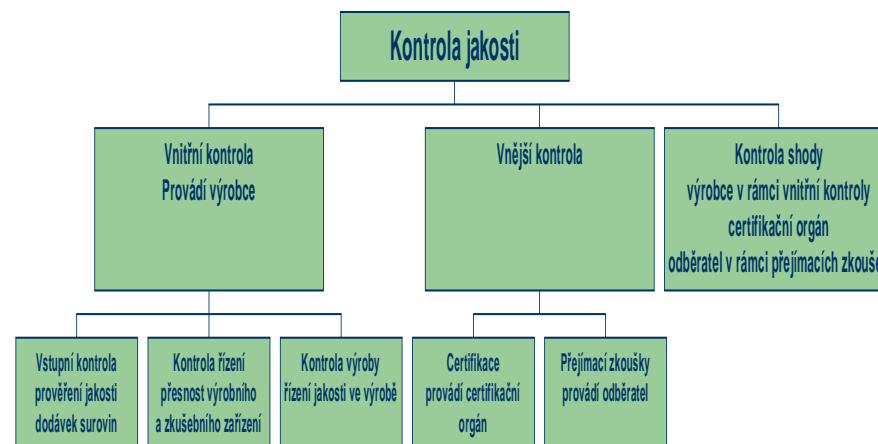 Kontrola jakosti
Vnitřní kontrola
Provádí výrobce
Vnější kontrola
Kontrola shody
výrobce v rámci vnitřní kontroly
certifikační orgán
odběratel v rámci přejímacích zkouše
Vstupní kontrola
prověření jakosti
dodávek surovin
Kontrola řízení
přesnost výrobního
a zkušebního zařízení
Kontrola výroby
řízení jakosti ve výrobě
Certifikace
provádí certifikační
orgán
Přejímací zkoušky
provádí odběratel